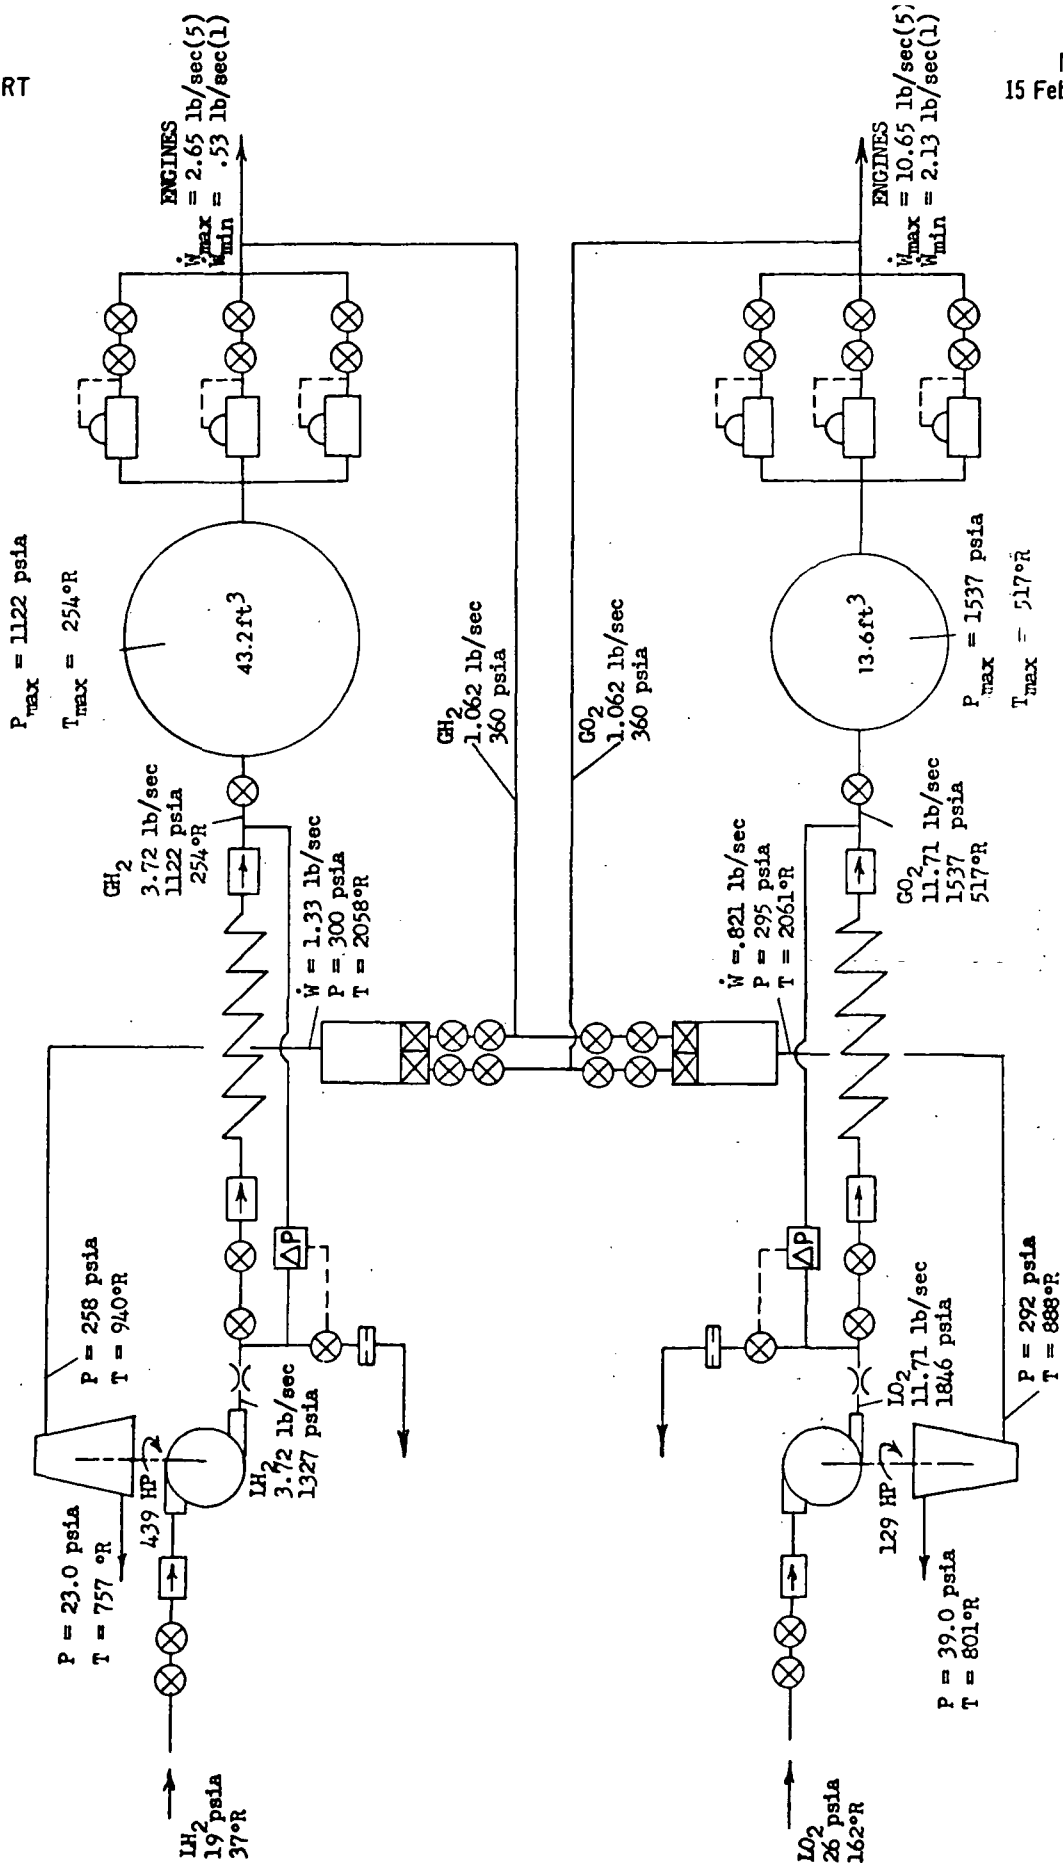 RT
15 Feb
LH2
19 psia
37°R
P = 23.0 psia
T = 757 °R
439 HP
P = 258 psia
T = 940°R
LH2
3.72 lb/sec
1327 psia
ΔP
Ẇ = 1.33 lb/sec
P = 300 psia
T = 2058°R
GH2
3.72 lb/sec
1122 psia
254°R
Pmax = 1122 psia
Tmax = 254°R
43.2ft3
ENGINES
Ẇmax = 2.65 lb/sec(5)
Ẇmin = .53 lb/sec(1)
GH2
1.062 lb/sec
360 psia
GO2
1.062 lb/sec
360 psia
LO2
26 psia
162°R
P = 39.0 psia
T = 801°R
129 HP
LO2
11.71 lb/sec
1846 psia
P = 292 psia
T = 888°R
ΔP
Ẇ =.821 lb/sec
P = 295 psia
T = 2061°R
GO2
11.71 lb/sec
1537 psia
517°R
13.6ft3
Pmax = 1537 psia
Tmax = 517°R
ENGINES
Ẇmax = 10.65 lb/sec(5)
Ẇmin = 2.13 lb/sec(1)